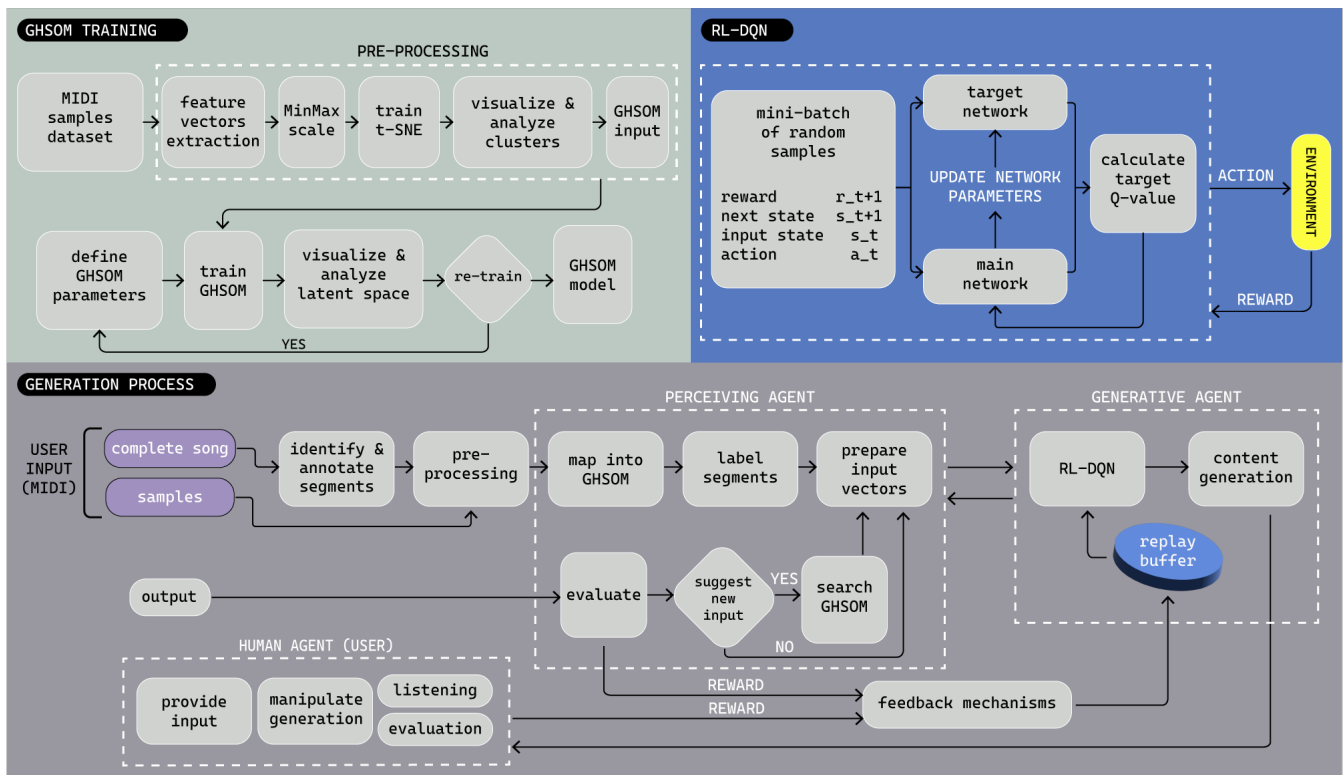 GHSOM TRAINING
PRE-PROCESSING
MIDI
samples
dataset
feature
vectors
extraction
MinMax
scale
train
t-SNE
visualize &
analyze
clusters
GHSOM
input
define
GHSOM
parameters
train
GHSOM
visualize &
analyze
latent space
re-train
GHSOM
model
YES
RL-DQN
mini-batch
of random
samples
reward r_t+1
next state s_t+1
input state s_t
action a_t
target
network
UPDATE NETWORK
PARAMETERS
main
network
calculate
target
Q-value
ACTION
ENVIRONMENT
REWARD
GENERATION PROCESS
USER
INPUT
(MIDI)
complete song
samples
identify &
annotate
segments
pre-
processing
PERCEIVING AGENT
map into
GHSOM
label
segments
prepare
input
vectors
GENERATIVE AGENT
RL-DQN
content
generation
replay
buffer
output
evaluate
suggest
new
input
YES
search
GHSOM
NO
HUMAN AGENT (USER)
provide
input
manipulate
generation
listening
evaluation
REWARD
REWARD
feedback mechanisms